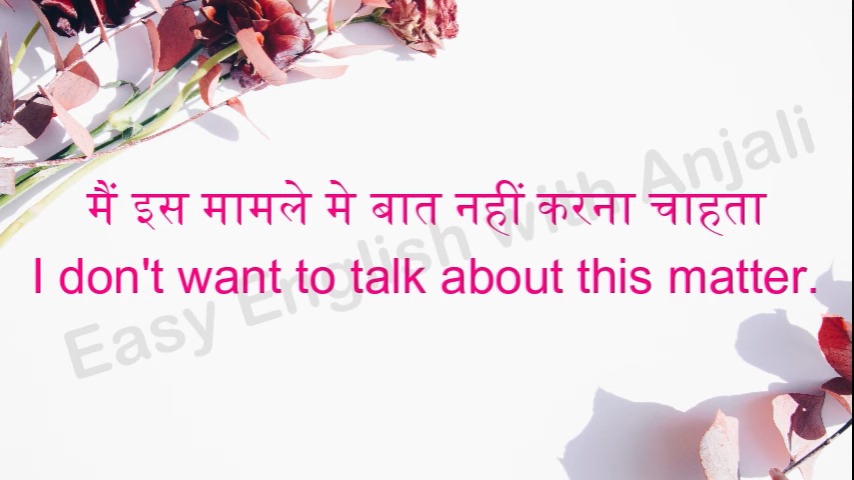 मैं इस मामले मे बात नहीं करना चाहता
I don't want to talk about this matter.
Easy English with Anjali